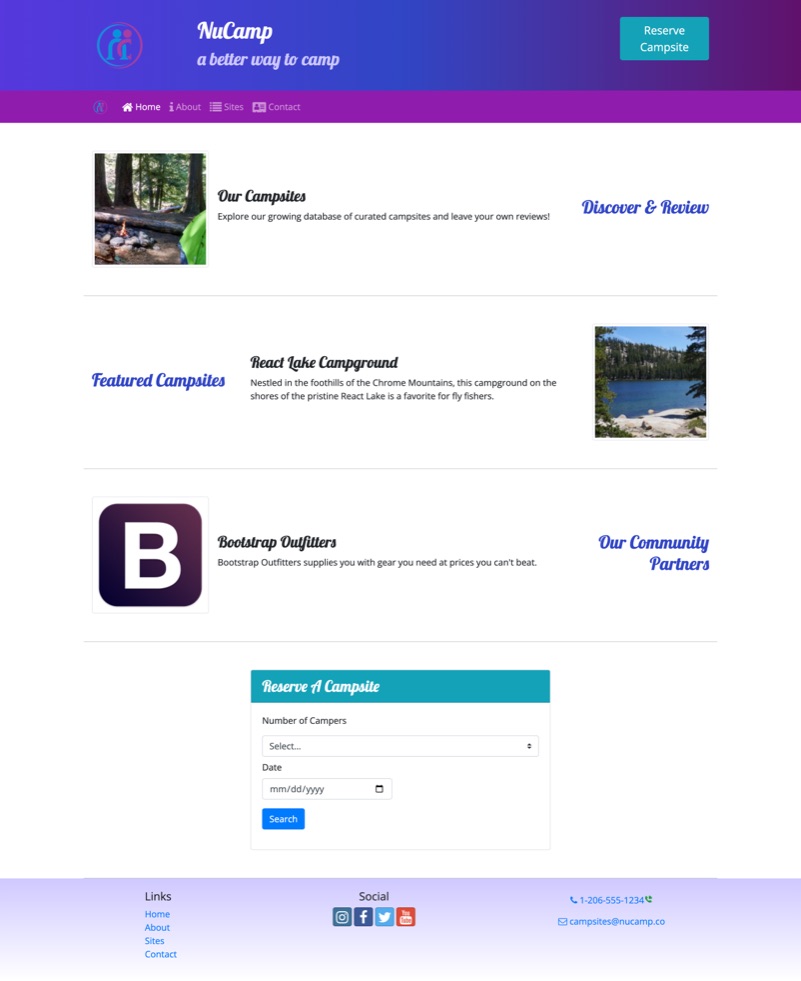 NuCamp
a better way to camp
Reserve
Campsite
Home About Sites Contact
Our Campsites
Explore our growing database of curated campsites and leave your own reviews!
Discover & Review
Featured Campsites
React Lake Campground
Nestled in the foothills of the Chrome Mountains, this campground on the
shores of the pristine React Lake is a favorite for fly fishers.
B
Bootstrap Outfitters
Bootstrap Outfitters supplies you with gear you need at prices you can't beat.
Our Community
Partners
Reserve A Campsite
Number of Campers
Select...
Date
mm/dd/yyyy
Search
Links
Home
About
Sites
Contact
Social
You
Tube
1-206-555-1234
campsites@nucamp.co